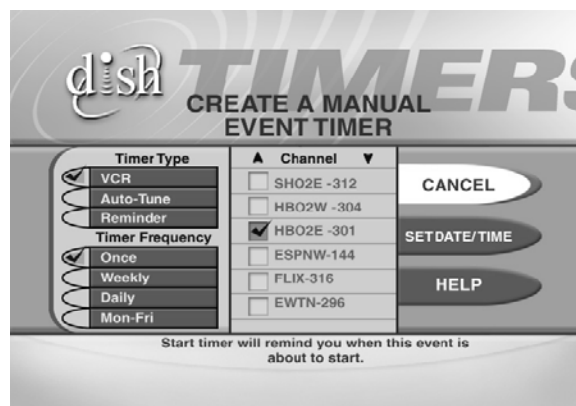 dish
TIMERS
CREATE A MANUAL
EVENT TIMER
Timer Type
VCR
Auto-Tune
Reminder
Timer Frequency
Once
Weekly
Daily
Mon-Fri
Channel
SHO2E -312
HBO2W -304
HBO2E -301
ESPNW-144
FLIX-316
EWTN-296
CANCEL
SET DATE/TIME
HELP
Start timer will remind you when this event is
about to start.